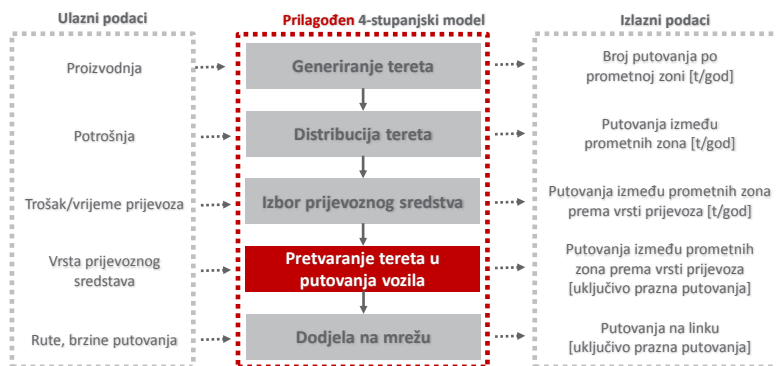 Ulazni podaci
Prilagođen 4-stupanjski model
Izlazni podaci
Proizvodnja
Generiranje tereta
Broj putovanja po
prometnoj zoni [t/god]
Potrošnja
Distribucija tereta
Putovanja između
prometnih zona [t/god]
Trošak/vrijeme prijevoza
Izbor prijevoznog sredstva
Putovanja između prometnih zona
prema vrsti prijevoza [t/god]
Vrsta prijevoznog
sredstava
Pretvaranje tereta u
putovanja vozila
Putovanja između prometnih
zona prema vrsti prijevoza
[uključivo prazna putovanja]
Rute, brzine putovanja
Dodjela na mrežu
Putovanja na linku
[uključivo prazna putovanja]